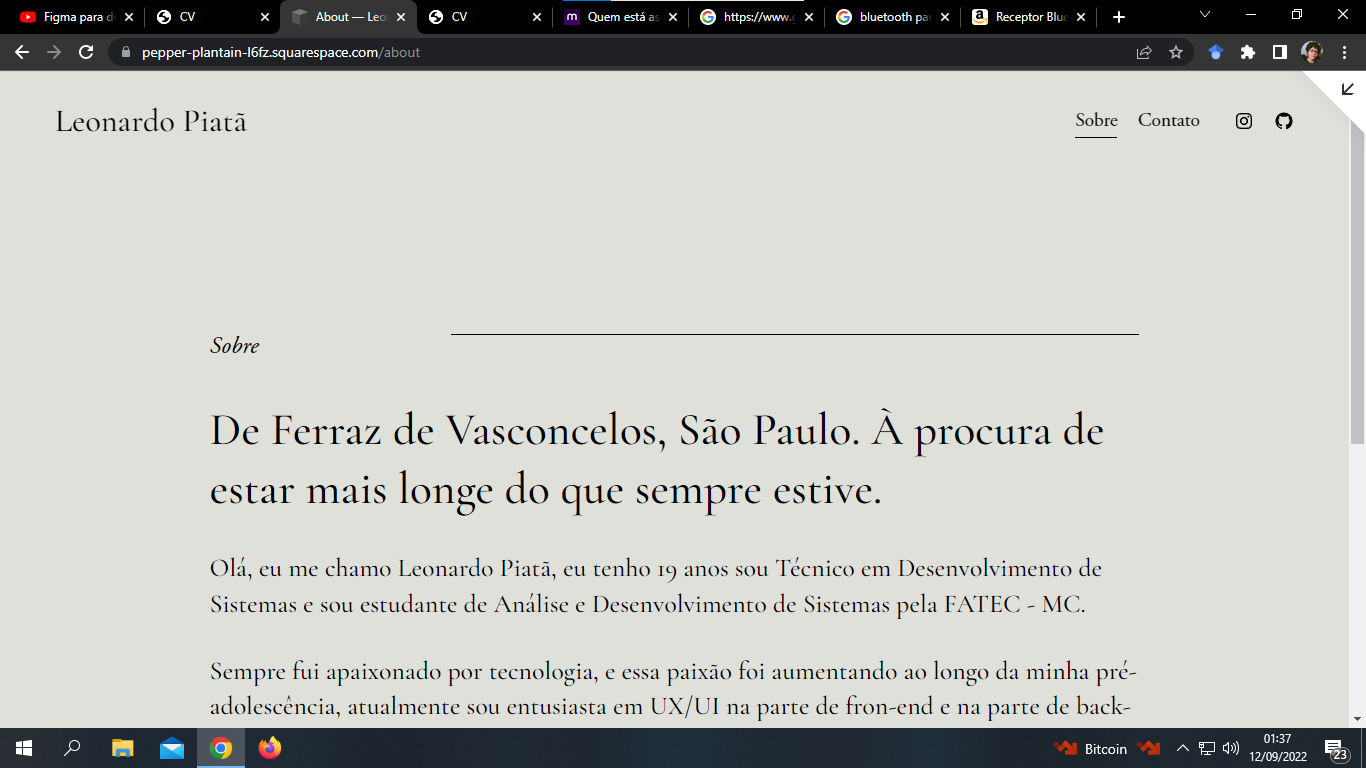 Figma para d
CV
About — Leo
CV
Quem está as
https://www.g
bluetooth par
Receptor Blue
pepper-plantain-l6fz.squarespace.com/about
Leonardo Piatã
Sobre
Contato
Sobre
De Ferraz de Vasconcelos, São Paulo. À procura de
estar mais longe do que sempre estive.
Olá, eu me chamo Leonardo Piatã, eu tenho 19 anos sou Técnico em Desenvolvimento de
Sistemas e sou estudante de Análise e Desenvolvimento de Sistemas pela FATEC - MC.
Sempre fui apaixonado por tecnologia, e essa paixão foi aumentando ao longo da minha pré-
adolescência, atualmente sou entusiasta em UX/UI na parte de fron-end e na parte de back-
Bitcoin
01:37
12/09/2022
23